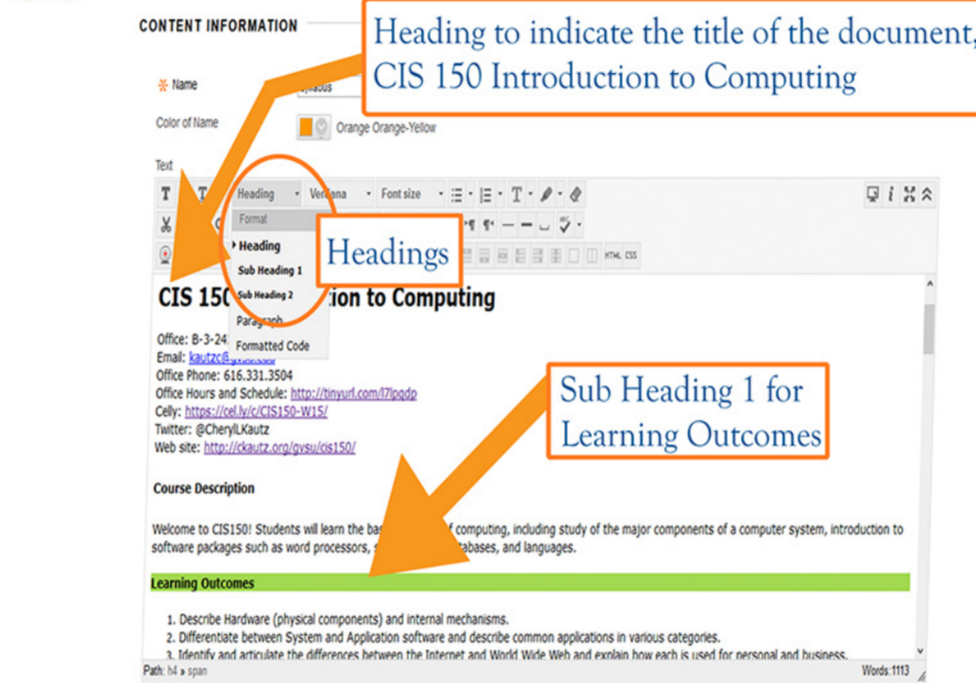 CONTENT INFORMATION
Heading to indicate the title of the document,
CIS 150 Introduction to Computing
Name
Color of Name
Orange Orange-Yellow
Text
T T Heading Verdana Font size T
Format
Heading
Headings
HTML CSS
Sub Heading 1
Sub Heading 2
CIS 150 to Computing
Paragraph
Office: B-3-24
Formatted Code
Email:
Office Phone: 616.331.3504
Office Hours and Schedule: http://tinyurl.com/l7lpqdp
Celly: https://cel.ly/c/CIS150-W15/
Twitter: @CherylLKautz
Web site: http://ckautz.org/gvsu/cis150/
Sub Heading 1 for
Learning Outcomes
Course Description
Welcome to CIS150! Students will learn the of computing, including study of the major components of a computer system, introduction to
software packages such as word processors, and languages.
Learning Outcomes
1. Describe Hardware (physical components) and internal mechanisms.
2. Differentiate between System and Application software and describe common applications in various categories.
3. Identify and articulate the differences between the Internet and World Wide Web and explain how each is used for personal and business.
Path: h4 » span
Words:1113